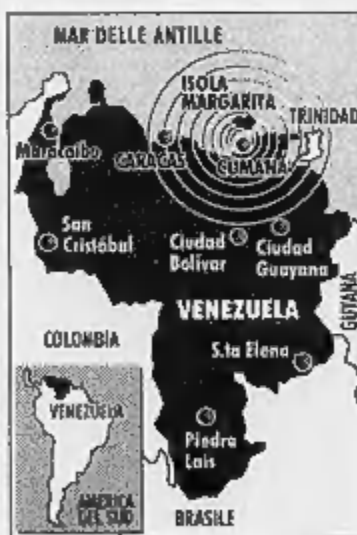 MAR DELLE ANTILLE
ISOLA
MARGARITA
TRINIDAD
Maracaibo
CARACAS
CUMANA
San
Cristóbal
Ciudad
Bolívar
Ciudad
Guayana
VENEZUELA
GUYANA
COLOMBIA
S.ta Elena
VENEZUELA
Piedra
Lais
AMERICA
DEL SUD
BRASILE